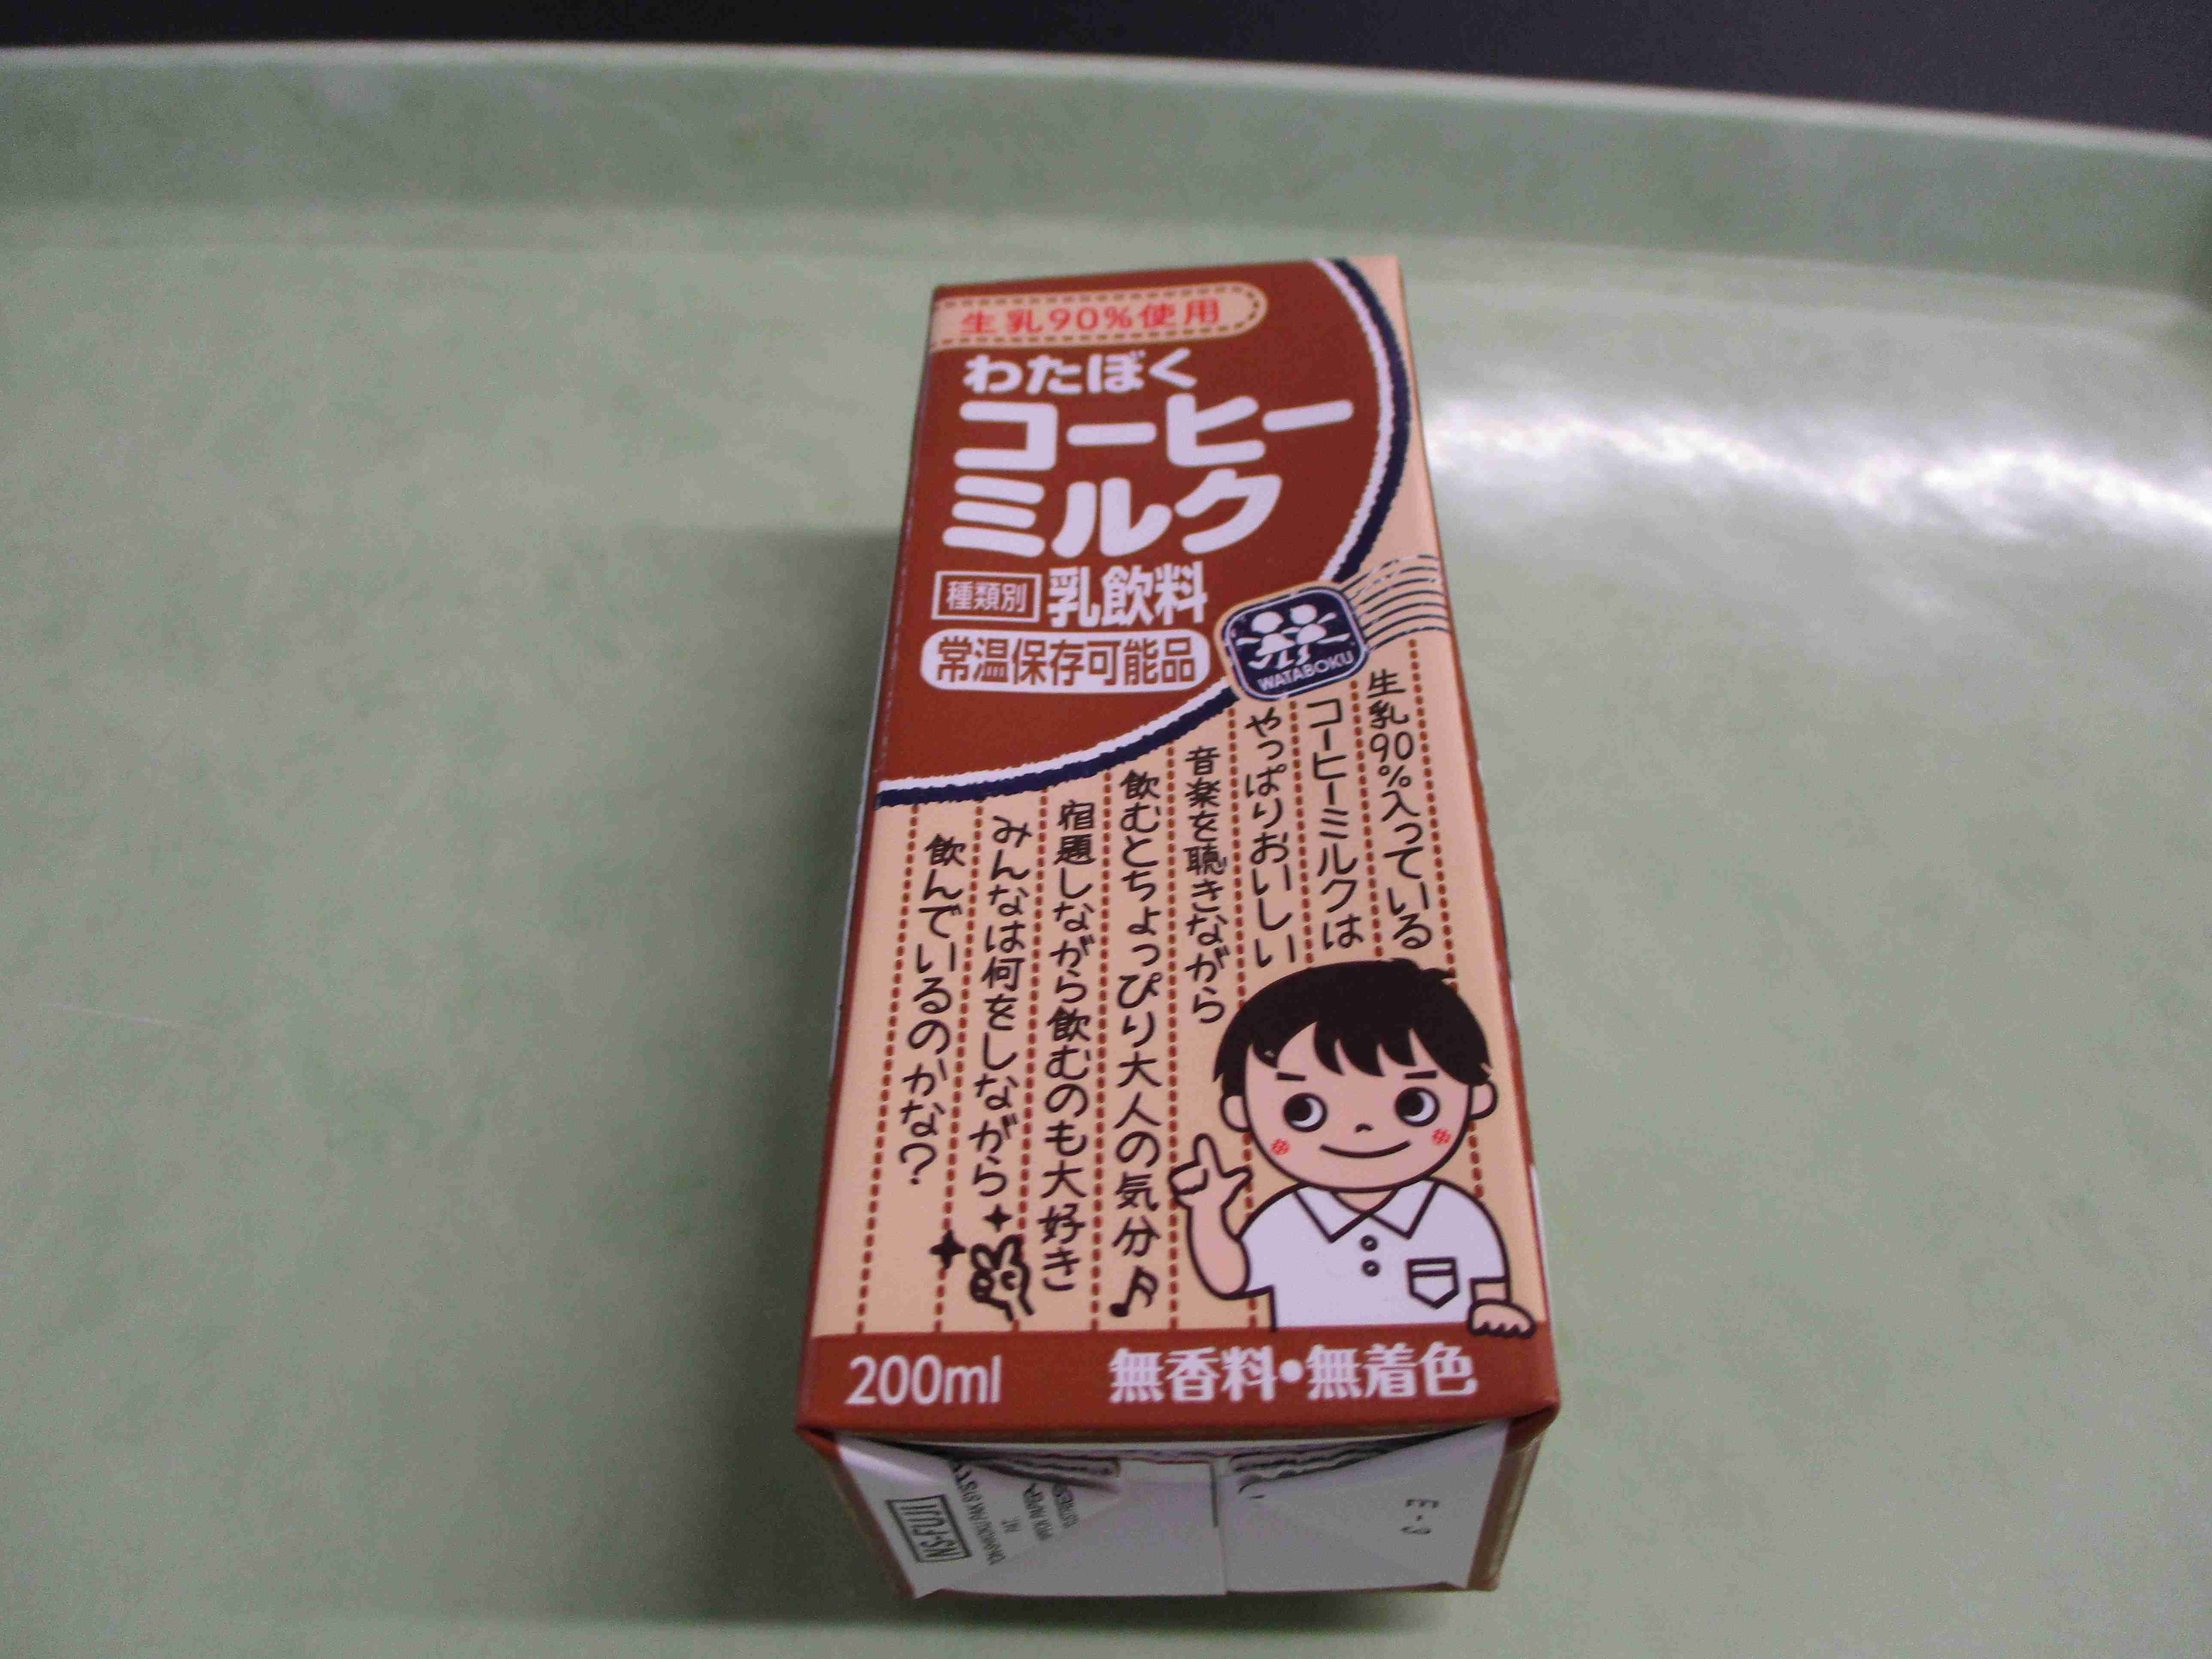 生乳90%使用
わたぼく
コーヒー
ミルク
種類別 乳飲料
常温保存可能品
WATABOKU
生乳90%入っている
コーヒーミルクは
やっぱりおいしい
音楽を聴きながら
飲むとちょっぴり大人の気分♪
宿題しながら飲むのも大好き
みんなは何をしながら
飲んでいるのかな?
200ml 無香料・無着色
NS-FUJI